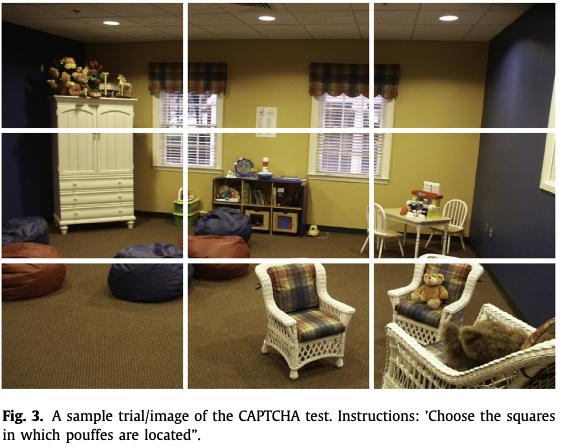 Fig. 3. A sample trial/image of the CAPTCHA test. Instructions: 'Choose the squares
in which pouffes are located”.